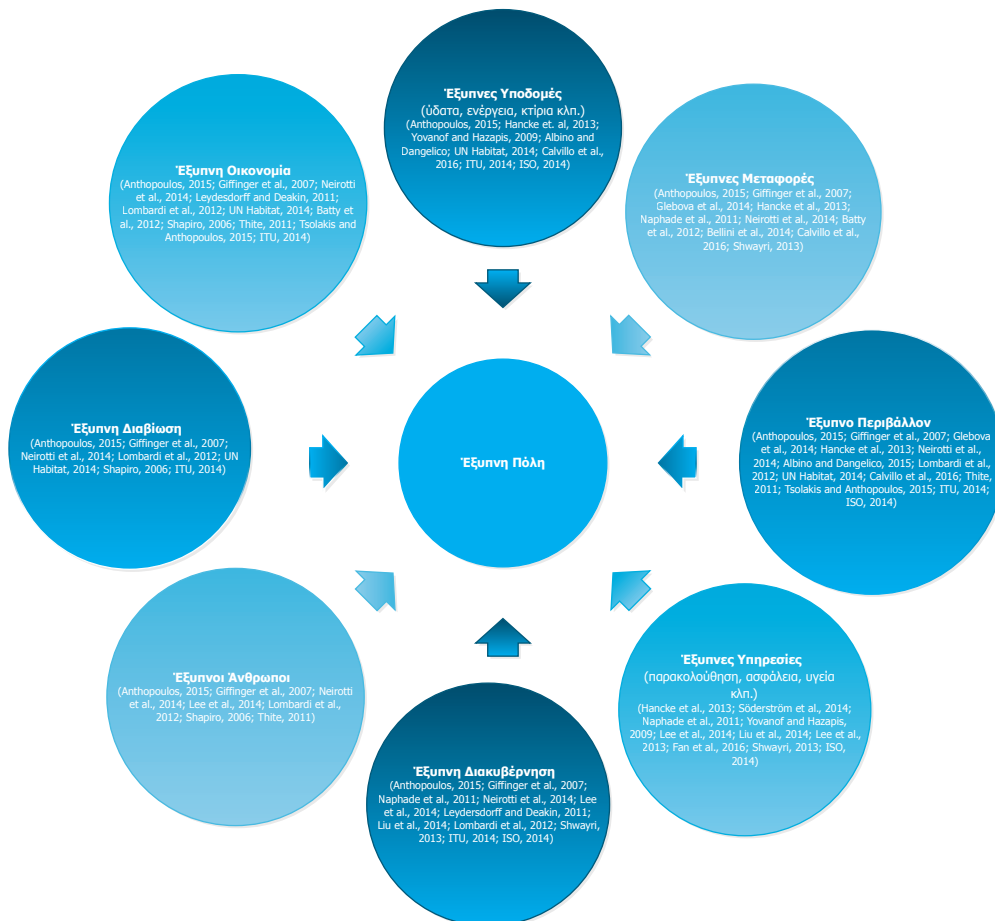 Έξυπνες Υποδομές
(ύδατα, ενέργεια, κτίρια κλπ.)
(Anthopoulos, 2015; Hancke et. al, 2013;
Yovanof and Hazapis, 2009; Albino and
Dangelico; UN Habitat, 2014; Calvillo et al.,
2016; ITU, 2014; ISO, 2014)
Έξυπνες Μεταφορές
(Anthopoulos, 2015; Giffinger et al., 2007;
Glebova et al., 2014; Hancke et al., 2013;
Naphade et al., 2011; Neirotti et al., 2014; Batty
et al., 2012; Bellini et al., 2014; Calvillo et al.,
2016; Shwayri, 2013)
Έξυπνο Περιβάλλον
(Anthopoulos, 2015; Giffinger et al., 2007; Glebova
et al., 2014; Hancke et al., 2013; Neirotti et al.,
2014; Albino and Dangelico, 2015; Lombardi et al.,
2012; UN Habitat, 2014; Calvillo et al., 2016; Thite,
2011; Tsolakis and Anthopoulos, 2015; ITU, 2014;
ISO, 2014)
Έξυπνες Υπηρεσίες
(παρακολούθηση, ασφάλεια, υγεία
κλπ.)
(Hancke et al., 2013; Söderström et al., 2014;
Naphade et al., 2011; Yovanof and Hazapis,
2009; Lee et al., 2014; Liu et al., 2014; Lee et al.,
2013; Fan et al., 2016; Shwayri, 2013; ISO,
2014)
Έξυπνη Διακυβέρνηση
(Anthopoulos, 2015; Giffinger et al., 2007;
Naphade et al., 2011; Neirotti et al., 2014; Lee
et al., 2014; Leydersdorff and Deakin, 2011;
Liu et al., 2014; Lombardi et al., 2012; Shwayri,
2013; ITU, 2014; ISO, 2014)
Έξυπνοι Άνθρωποι
(Anthopoulos, 2015; Giffinger et al., 2007; Neirotti
et al., 2014; Lee et al., 2014; Lombardi et al.,
2012; Shapiro, 2006; Thite, 2011)
Έξυπνη Διαβίωση
(Anthopoulos, 2015; Giffinger et al., 2007;
Neirotti et al., 2014; Lombardi et al., 2012; UN
Habitat, 2014; Shapiro, 2006; ITU, 2014)
Έξυπνη Οικονομία
(Anthopoulos, 2015; Giffinger et al., 2007; Neirotti
et al., 2014; Leydesdorff and Deakin, 2011;
Lombardi et al., 2012; UN Habitat, 2014; Batty
et al., 2012; Shapiro, 2006; Thite, 2011; Tsolakis and
Anthopoulos, 2015; ITU, 2014)
Έξυπνη Πόλη